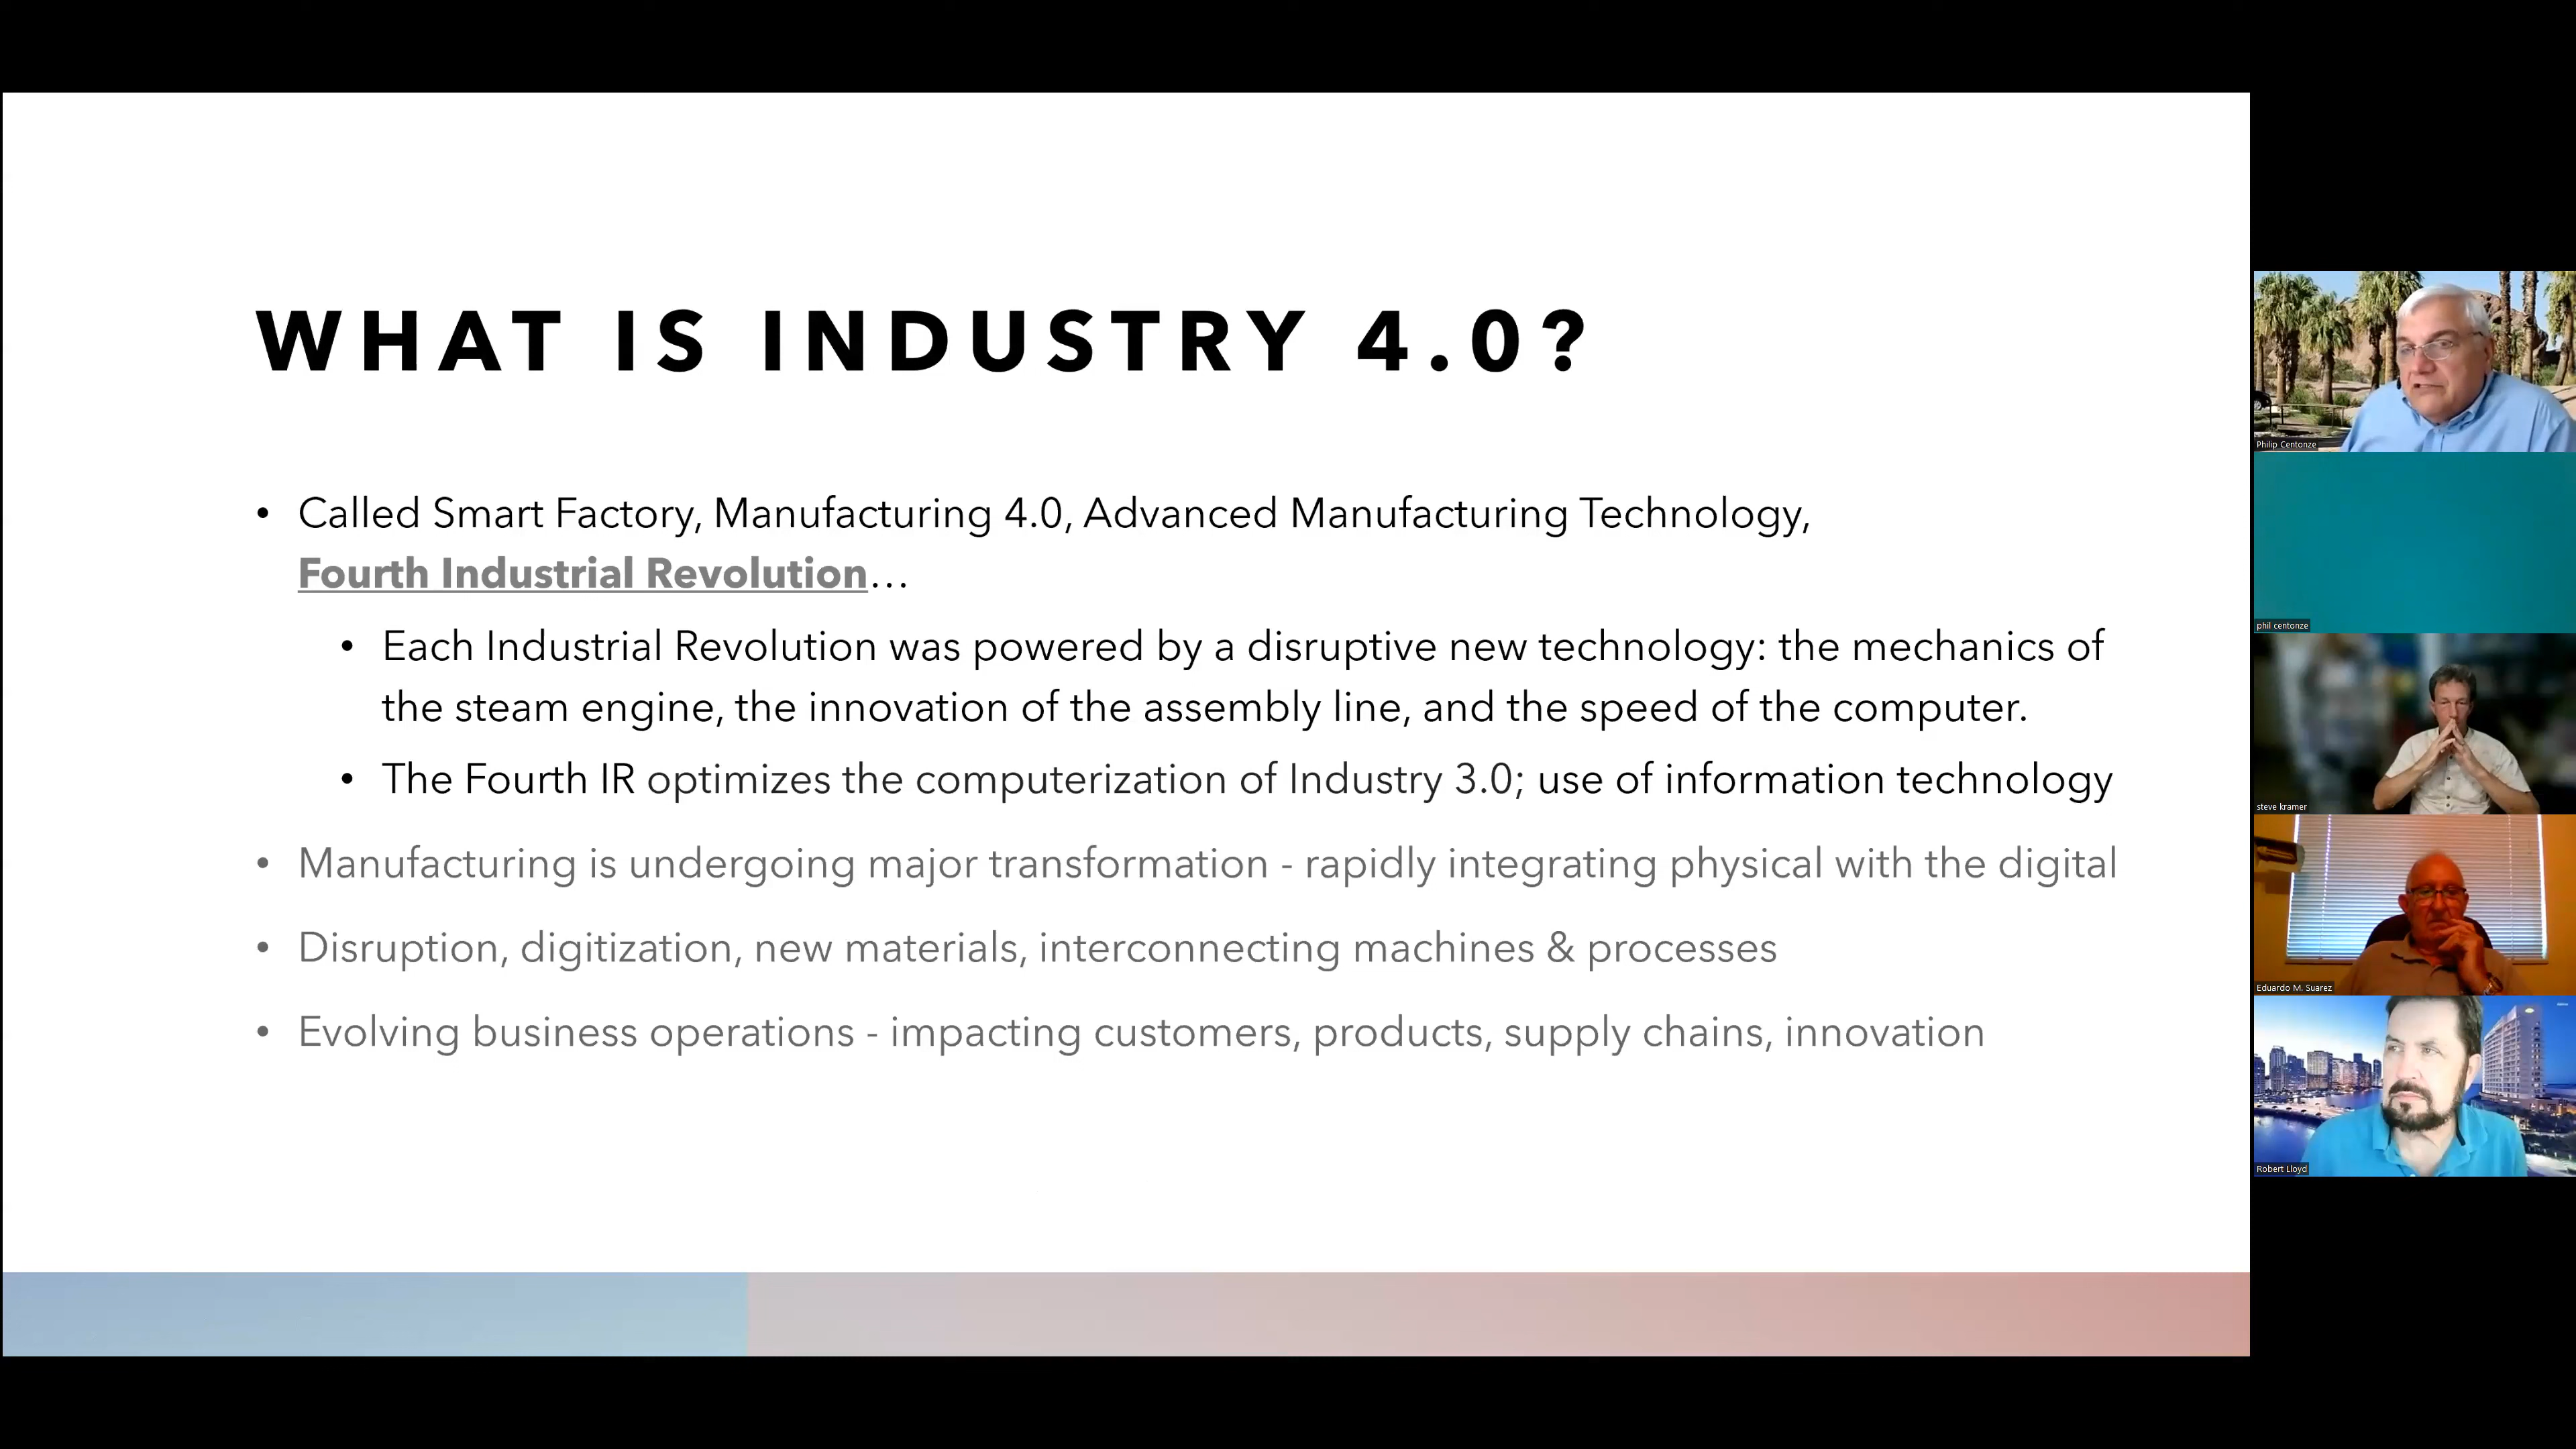 WHAT IS INDUSTRY 4.0?
• Called Smart Factory, Manufacturing 4.0, Advanced Manufacturing Technology,
Fourth Industrial Revolution…
• Each Industrial Revolution was powered by a disruptive new technology: the mechanics of
the steam engine, the innovation of the assembly line, and the speed of the computer.
• The Fourth IR optimizes the computerization of Industry 3.0; use of information technology
• Manufacturing is undergoing major transformation - rapidly integrating physical with the digital
• Disruption, digitization, new materials, interconnecting machines & processes
• Evolving business operations - impacting customers, products, supply chains, innovation
Philip Centonze
phil centonze
steve kramer
Eduardo M. Suarez
Robert Lloyd